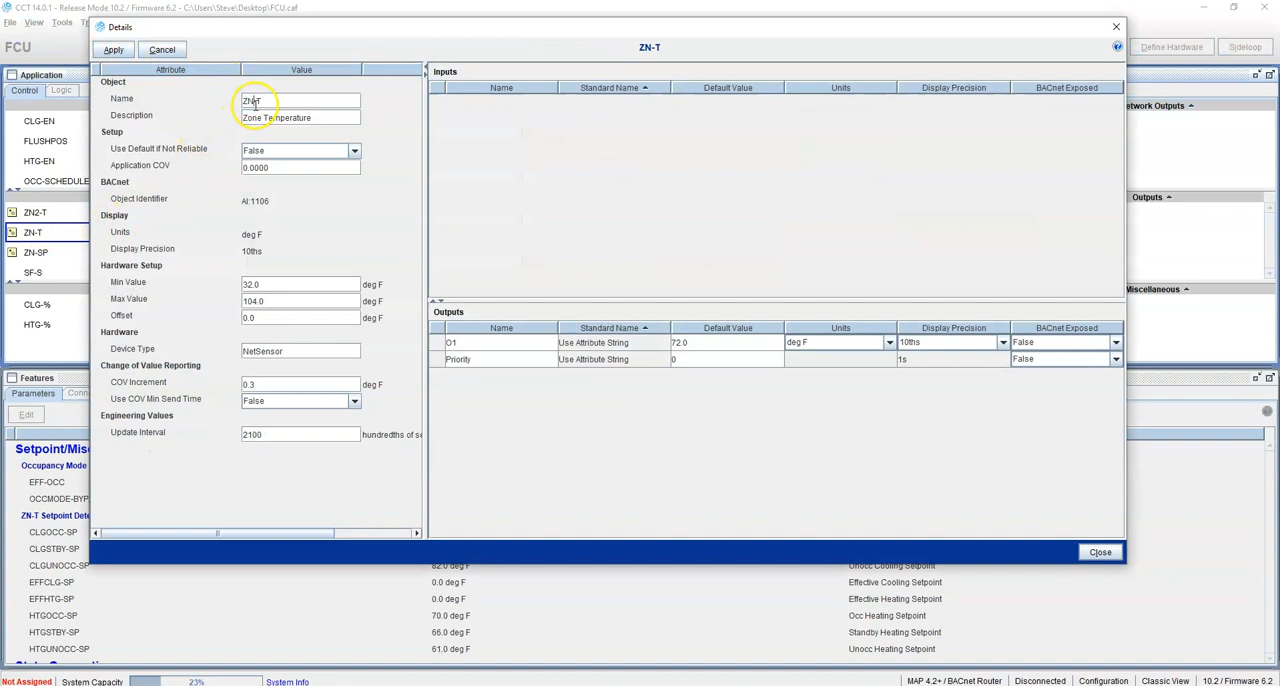 CCT 14.0.1 - Release Mode 10.2 / Firmware 6.2 - C:\Users\Steve\Desktop\FCU.caf
File View Tools
FCU
Define Hardware
Sideloop
Details
Apply Cancel
ZN-T
Application
Control Logic
CLG-EN
FLUSHPOS
HTG-EN
OCC-SCHEDULE
ZN2-T
ZN-T
ZN-SP
SF-S
CLG-%
HTG-%
Attribute Value
Object
Name ZN-T
Description Zone Temperature
Setup
Use Default if Not Reliable False
Application COV 0.0000
BACnet
Object Identifier AI:1106
Display
Units deg F
Display Precision 10ths
Hardware Setup
Min Value 32.0 deg F
Max Value 104.0 deg F
Offset 0.0 deg F
Hardware
Device Type NetSensor
Change of Value Reporting
COV Increment 0.3 deg F
Use COV Min Send Time False
Engineering Values
Update Interval 2100 hundredths of se
Inputs
Name Standard Name Default Value Units Display Precision BACnet Exposed
Outputs
Name Standard Name Default Value Units Display Precision BACnet Exposed
O1 Use Attribute String 72.0 deg F 10ths False
Priority Use Attribute String 0 1s False
Close
etwork Outputs
Outputs
Miscellaneous
Features
Parameters Conn
Edit
Setpoint/Misc
Occupancy Mode
EFF-OCC
OCCMODE-BYP
ZN-T Setpoint Dete
CLGOCC-SP
CLGSTBY-SP
CLGUNOCC-SP 82.0 deg F Unocc Cooling Setpoint
EFFCLG-SP 0.0 deg F Effective Cooling Setpoint
EFFHTG-SP 0.0 deg F Effective Heating Setpoint
HTGOCC-SP 70.0 deg F Occ Heating Setpoint
HTGSTBY-SP 66.0 deg F Standby Heating Setpoint
HTGUNOCC-SP 61.0 deg F Unocc Heating Setpoint
Not Assigned System Capacity 23% System Info MAP 4.2+ / BACnet Router Disconnected Configuration Classic View 10.2 / Firmware 6.2